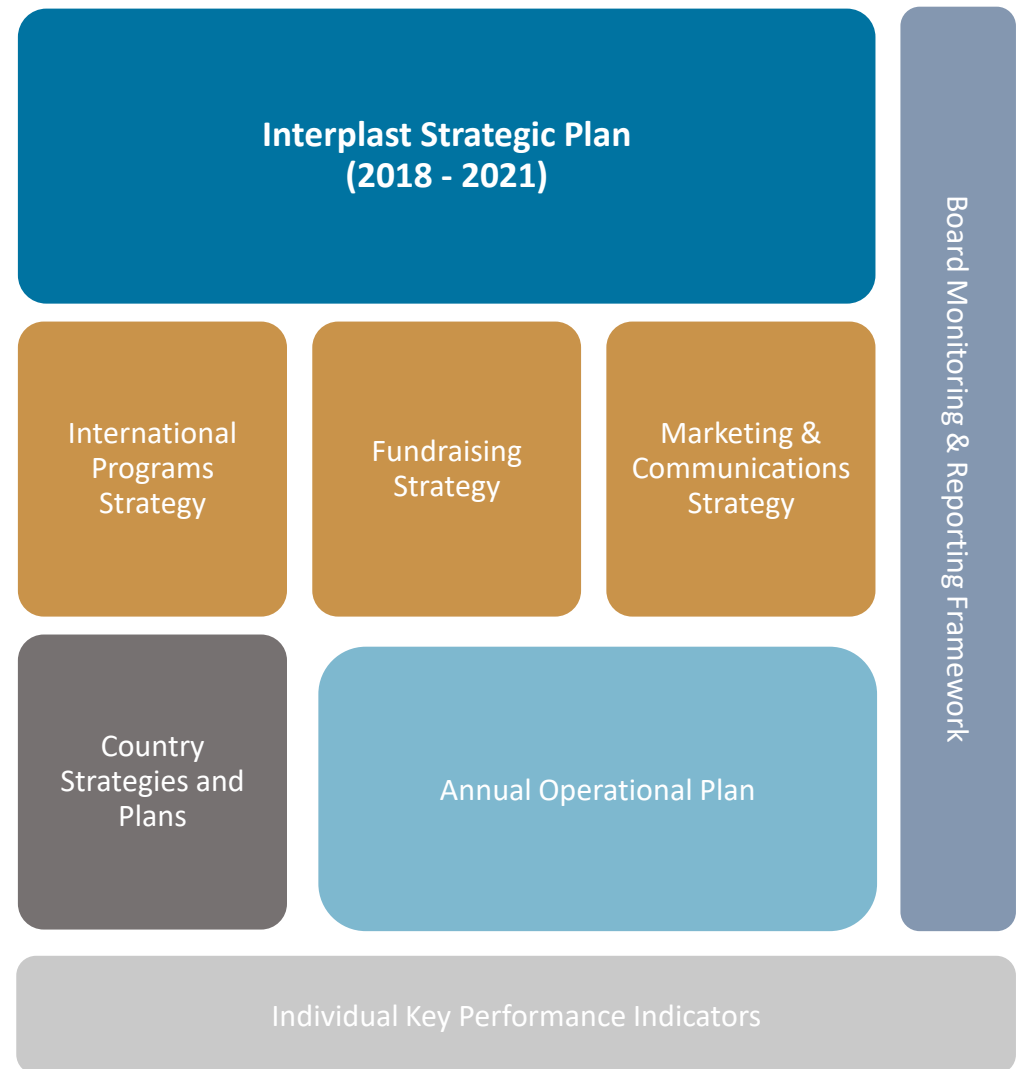 Interplast Strategic Plan
(2018 - 2021)
International
Programs
Strategy
Fundraising
Strategy
Marketing &
Communications
Strategy
Country
Strategies and
Plans
Annual Operational Plan
Board Monitoring & Reporting Framework
Individual Key Performance Indicators